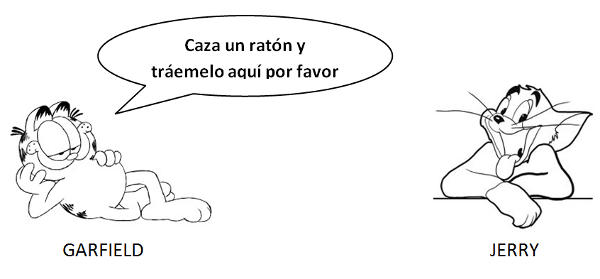 Caza un ratón y
tráemelo aquí por favor
GARFIELD
JERRY